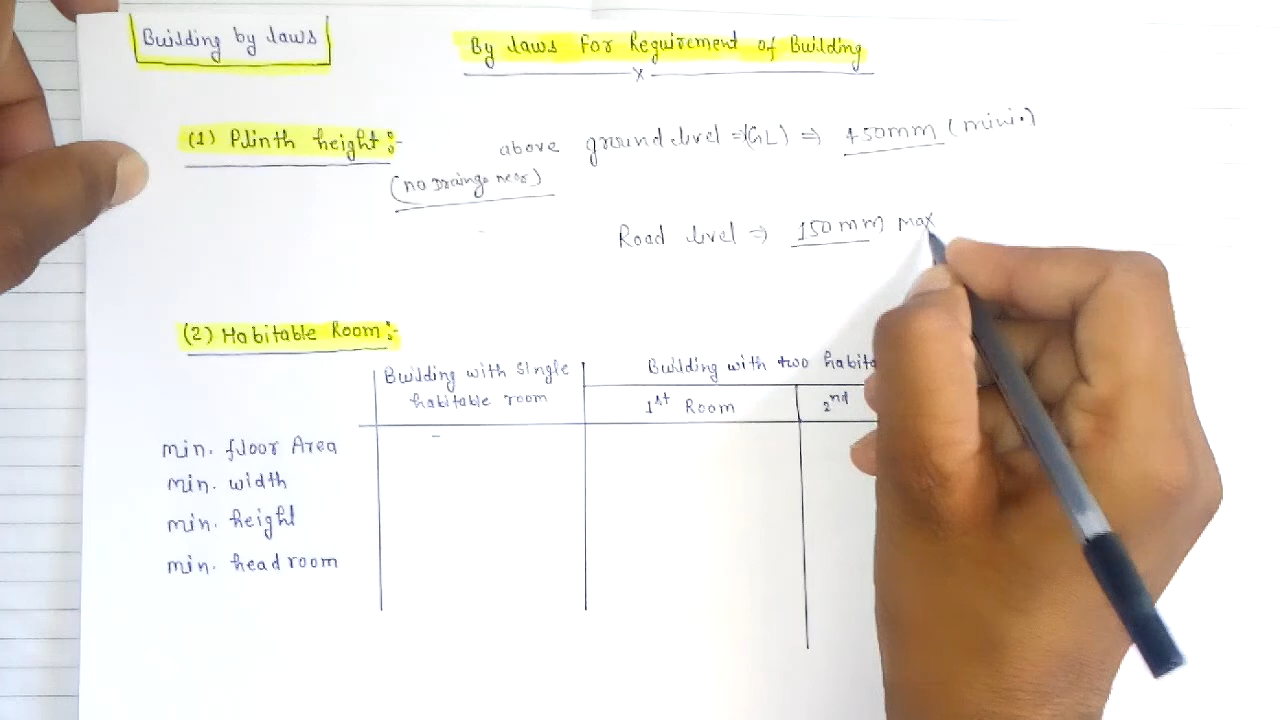 Building by laws
By laws For Requirement of Building
x
(1) Plinth height :-
above ground level ⇒ (GL) ⇒ 450mm (mini.)
(no near)
Road level ⇒ 150mm max
(2) Habitable Room :-
Building with Single habitable room
Building with two habita
1st Room
2nd
min. floor Area
min. width
min. height
min. head room